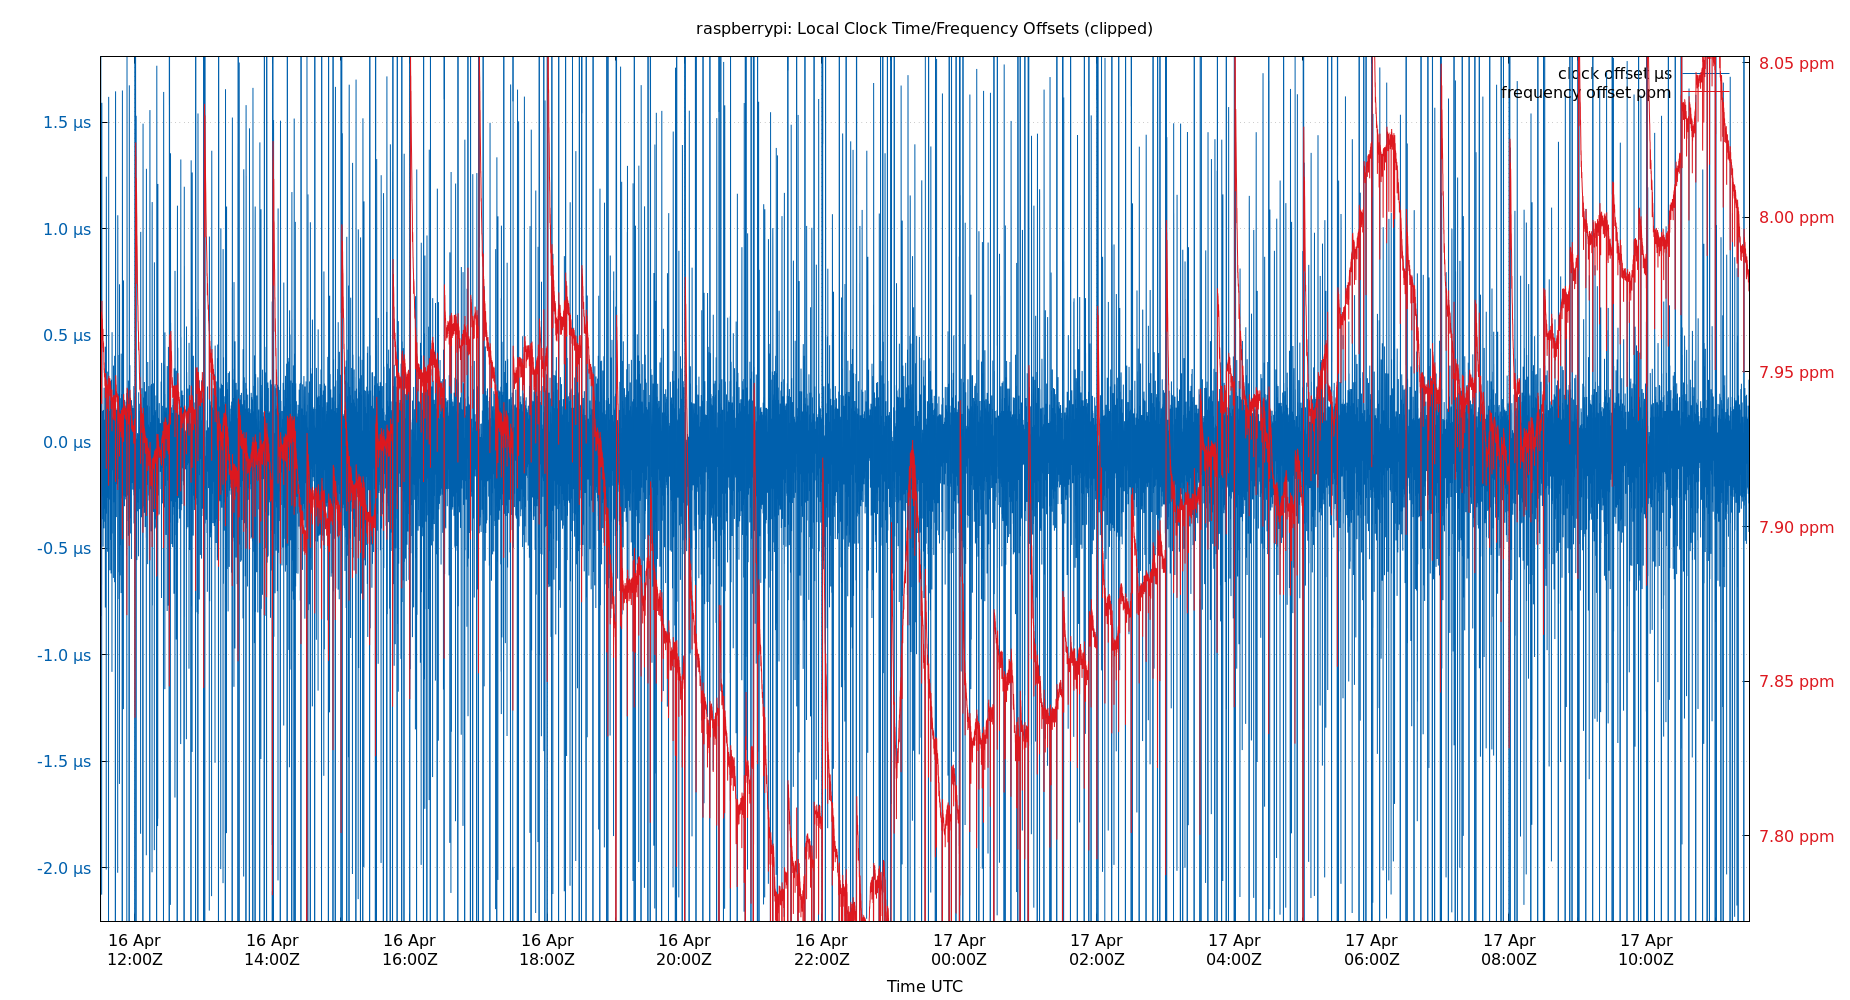 raspberrypi: Local Clock Time/Frequency Offsets (clipped)
clock offset µs
frequency offset ppm
1.5 µs
1.0 µs
0.5 µs
0.0 µs
-0.5 µs
-1.0 µs
-1.5 µs
-2.0 µs
8.05 ppm
8.00 ppm
7.95 ppm
7.90 ppm
7.85 ppm
7.80 ppm
16 Apr 16 Apr 16 Apr 16 Apr 16 Apr 16 Apr 17 Apr 17 Apr 17 Apr 17 Apr 17 Apr 17 Apr
12:00Z 14:00Z 16:00Z 18:00Z 20:00Z 22:00Z 00:00Z 02:00Z 04:00Z 06:00Z 08:00Z 10:00Z
Time UTC